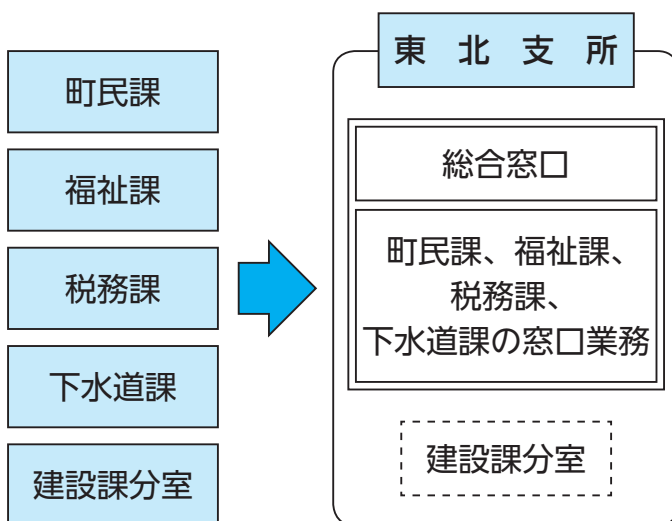 町民課
福祉課
税務課
下水道課
建設課分室
東北支所
総合窓口
町民課、福祉課、
税務課、
下水道課の窓口業務
建設課分室